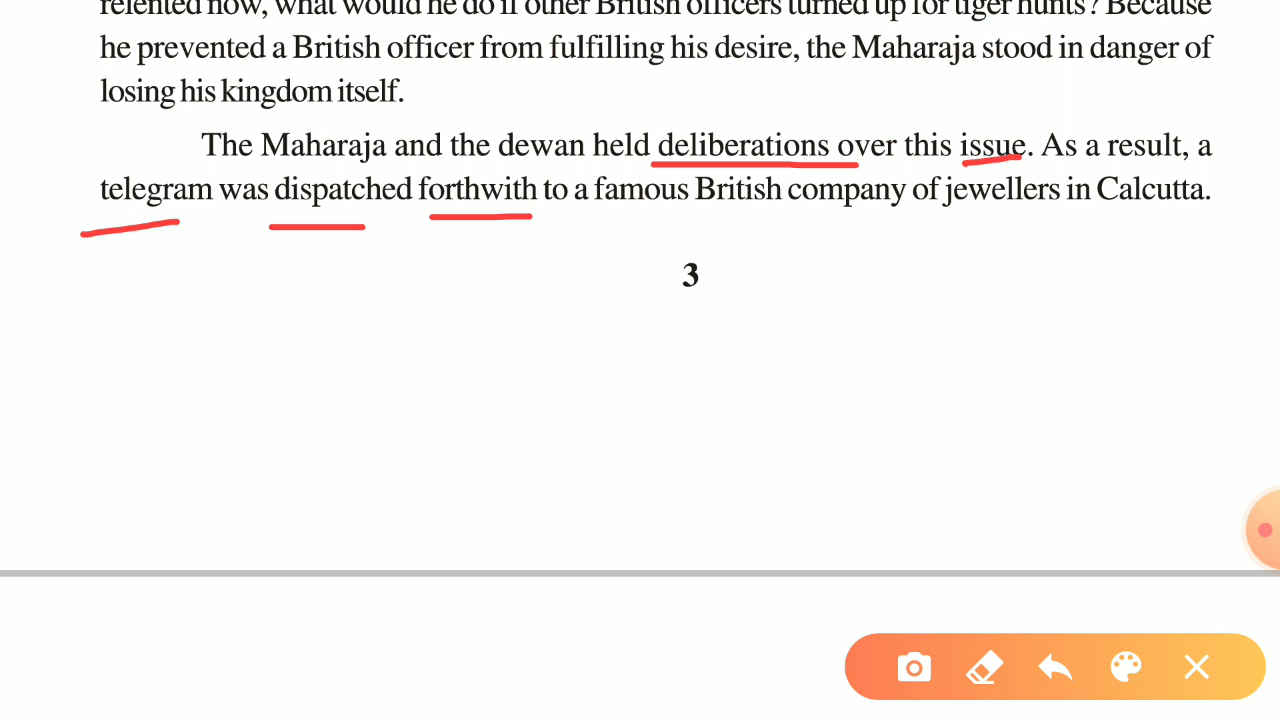 relented now, what would he do if other British officers turned up for tiger hunts? Because
he prevented a British officer from fulfilling his desire, the Maharaja stood in danger of
losing his kingdom itself.
The Maharaja and the dewan held deliberations over this issue. As a result, a
telegram was dispatched forthwith to a famous British company of jewellers in Calcutta.
3